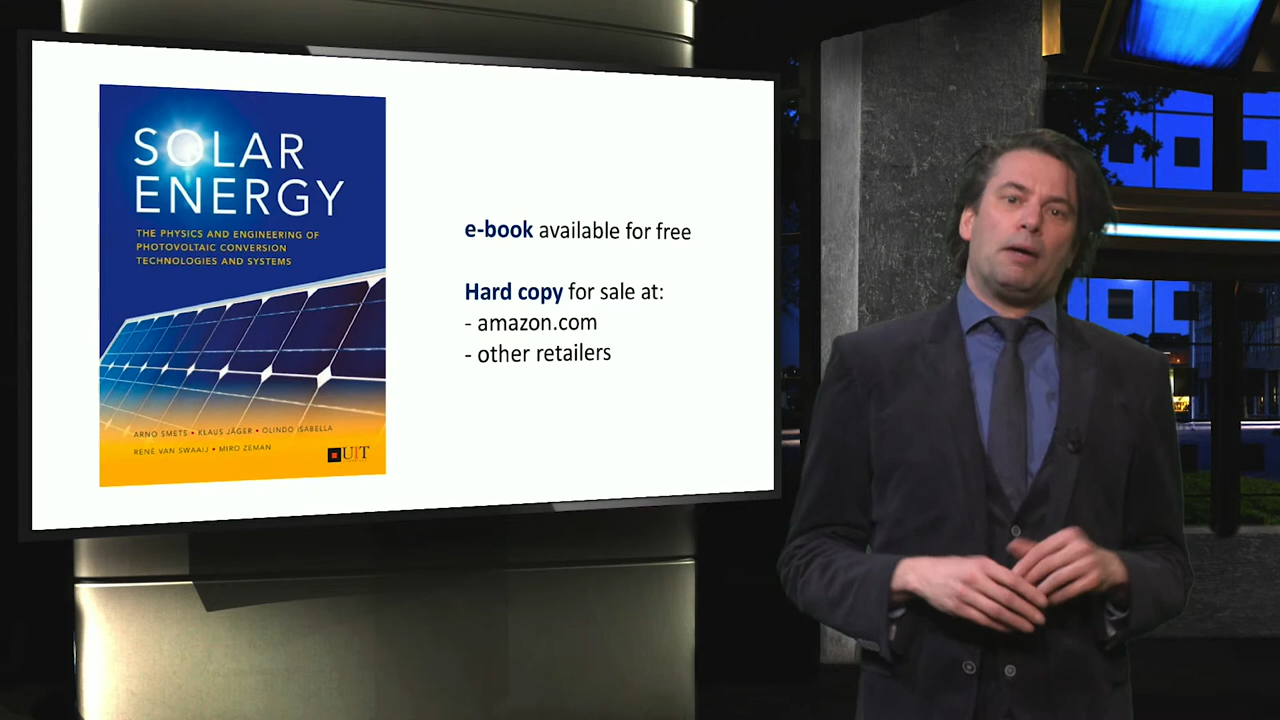 SOLAR
ENERGY
THE PHYSICS AND ENGINEERING OF
PHOTOVOLTAIC CONVERSION
TECHNOLOGIES AND SYSTEMS
ARNO SMETS • KLAUS JÄGER • OLINDO ISABELLA
RENÉ VAN SWAAIJ • MIRO ZEMAN
UIT
e-book available for free
Hard copy for sale at:
- amazon.com
- other retailers